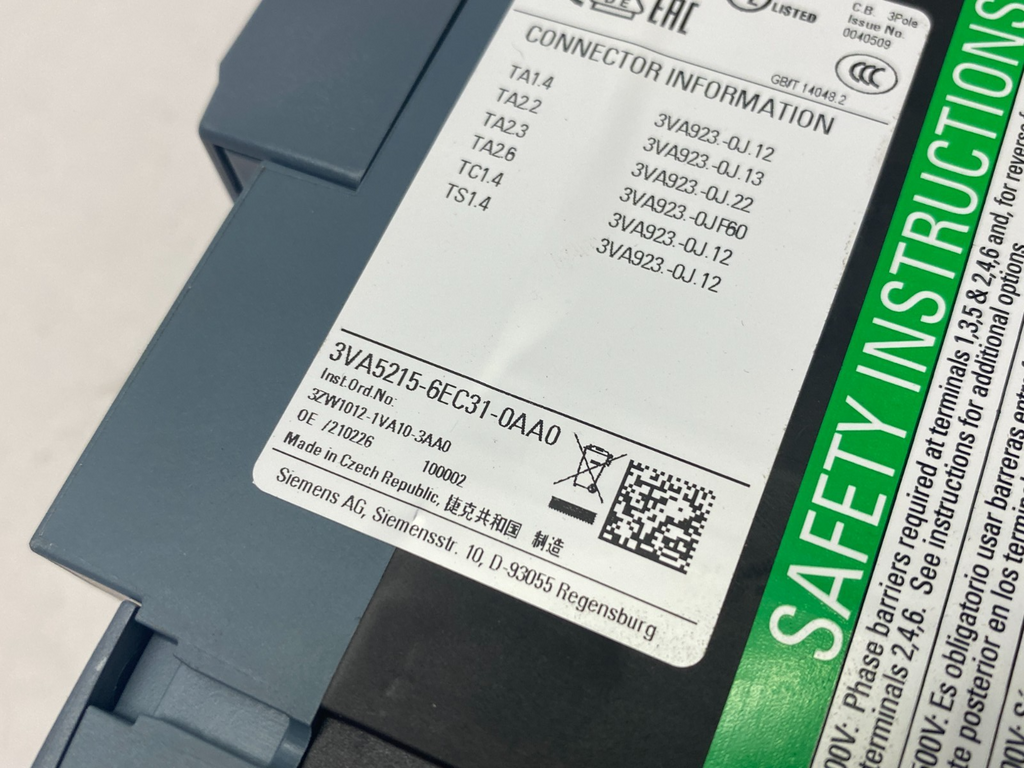 EAC
LISTED
C.B. 3Pole
Issue No.
0040509
CCC
GB/T 14048.2
CONNECTOR INFORMATION
TA1.4 3VA923.-0J.12
TA2.2 3VA923.-0J.13
TA2.3 3VA923.-0J.22
TA2.6 3VA923.-0JF60
TC1.4 3VA923.-0J.12
TS1.4 3VA923.-0J.12
3VA5215-6EC31-0AA0
Inst.Ord.No:
3ZW1012-1VA10-3AA0
OE /210226 100002
Made in Czech Republic, 捷克共和国 制造
Siemens AG, Siemensstr. 10, D-93055 Regensburg
SAFETY INSTRUCTIONS
00V: Phase barriers required at terminals 1,3,5 & 2,4,6 and, for reverse
terminals 2,4,6. See instructions for additional options.
00V: Es obligatorio usar barreras
posterior en los